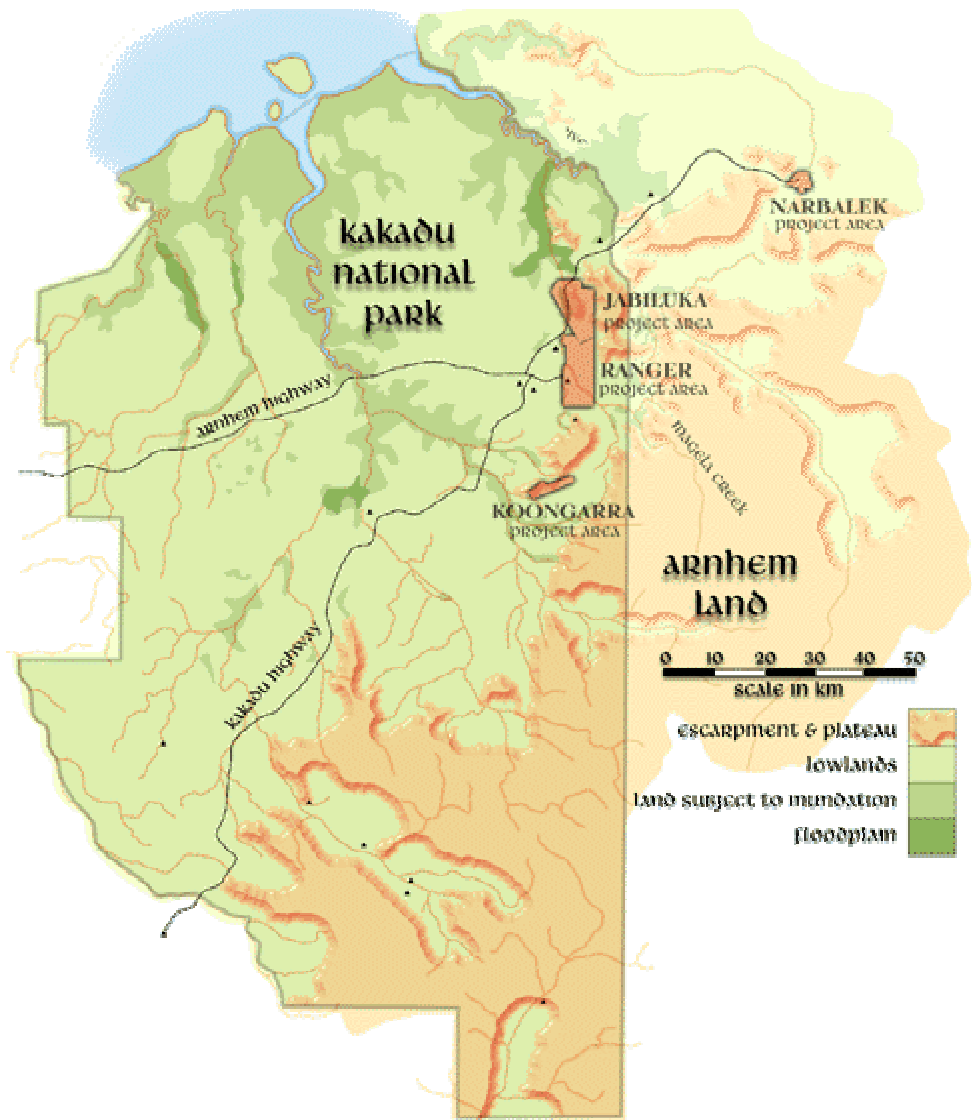 kakadu
national
park
NARBALEK
project area
JABILUKA
project area
RANGER
project area
arnhem highway
magela creek
KOONGARRA
project area
arnhem
land
kakadu highway
0 10 20 30 40 50
scale in km
escarpment & plateau
lowlands
land subject to inundation
floodplain